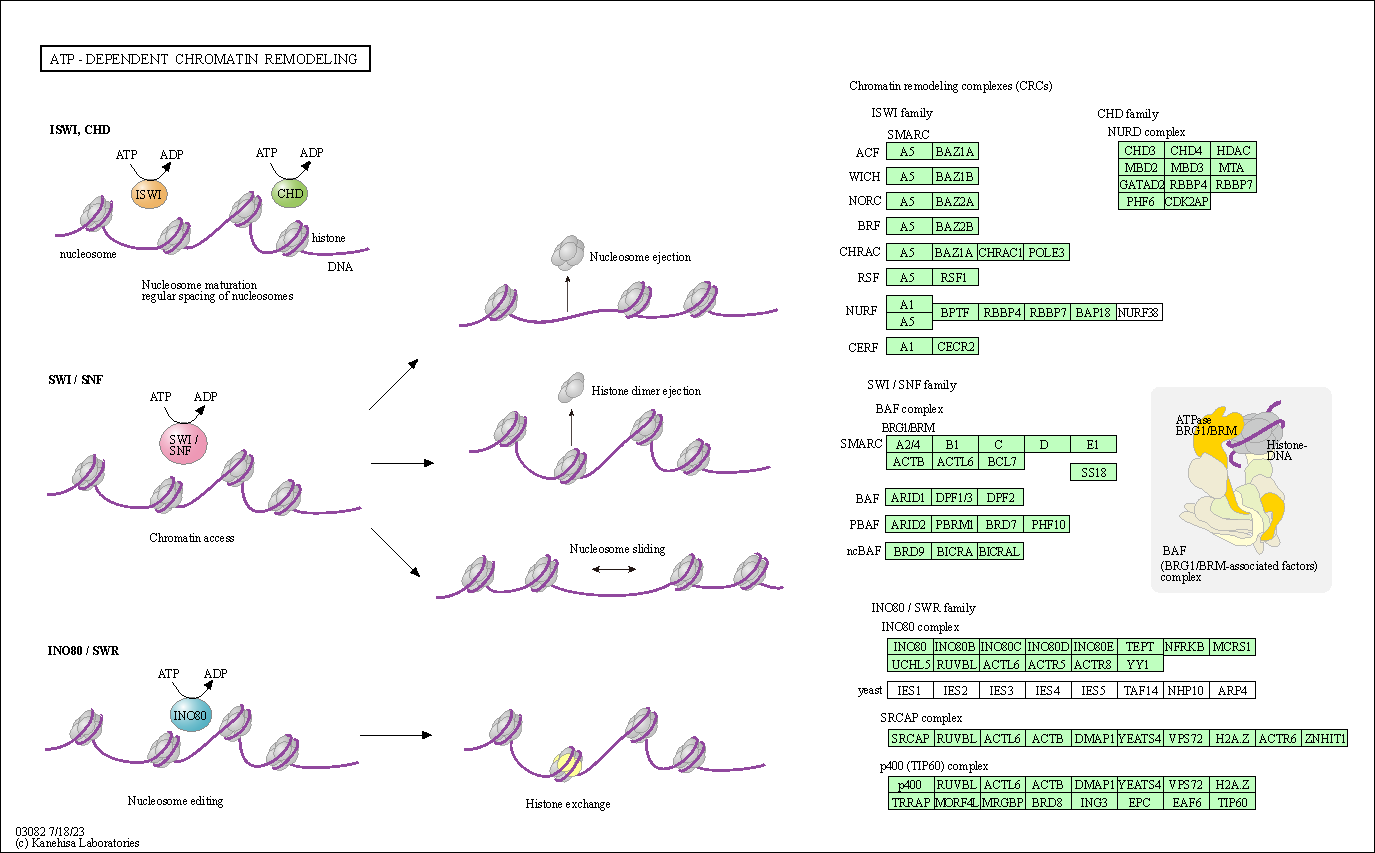 ATP - DEPENDENT CHROMATIN REMODELING
ISWI, CHD
ATP ADP ATP ADP
ISWI CHD
nucleosome
histone
DNA
Nucleosome maturation
regular spacing of nucleosomes
Nucleosome ejection
SWI / SNF
ATP ADP
SWI /
SNF
Chromatin access
Histone dimer ejection
Nucleosome sliding
INO80 / SWR
ATP ADP
INO80
Nucleosome editing
Histone exchange
03082 7/18/23
(c) Kanehisa Laboratories
Chromatin remodeling complexes (CRCs)
ISWI family
SMARC
ACF A5 BAZ1A
WICH A5 BAZ1B
NORC A5 BAZ2A
BRF A5 BAZ2B
CHRAC A5 BAZ1A CHRAC1 POLE3
RSF A5 RSF1
NURF A1
A5 BPTF RBBP4 RBBP7 BAP18 NURF38
CERF A1 CECR2
CHD family
NURD complex
CHD3 CHD4 HDAC
MBD2 MBD3 MTA
GATAD2 RBBP4 RBBP7
PHF6 CDK2AP
SWI / SNF family
BAF complex
BRG1/BRM
SMARC A2/4 B1 C D E1
ACTB ACTL6 BCL7
SS18
BAF ARID1 DPF1/3 DPF2
PBAF ARID2 PBRM1 BRD7 PHF10
ncBAF BRD9 BICRA BICRAL
ATPase
BRG1/BRM
Histone-
DNA
BAF
(BRG1/BRM-associated factors)
complex
INO80 / SWR family
INO80 complex
INO80 INO80B INO80C INO80D INO80E TEPT NFRKB MCRS1
UCHL5 RUVBL ACTL6 ACTR5 ACTR8 YY1
yeast IES1 IES2 IES3 IES4 IES5 TAF14 NHP10 ARP4
SRCAP complex
SRCAP RUVBL ACTL6 ACTB DMAP1 YEATS4 VPS72 H2A.Z ACTR6 ZNHIT1
p400 (TIP60) complex
p400 RUVBL ACTL6 ACTB DMAP1 YEATS4 VPS72 H2A.Z
TRRAP MORF4L MRGBP BRD8 ING3 EPC EAF6 TIP60